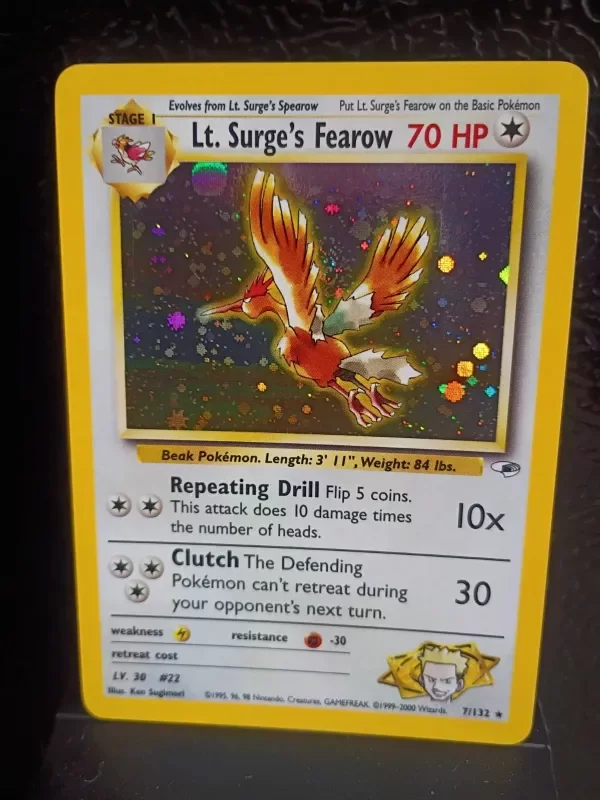 Evolves from Lt. Surge's Spearow Put Lt. Surge's Fearow on the Basic Pokémon
STAGE 1
Lt. Surge's Fearow 70 HP
Beak Pokémon. Length: 3' 11", Weight: 84 lbs.
Repeating Drill Flip 5 coins.
This attack does 10 damage times
the number of heads.
10x
Clutch The Defending
Pokémon can't retreat during
your opponent's next turn.
30
weakness resistance -30
retreat cost
LV. 30 #22
Illus. Ken Sugimori ©1995, 96, 98 Nintendo, Creatures, GAMEFREAK. ©1999-2000 Wizards. 7/132 ★